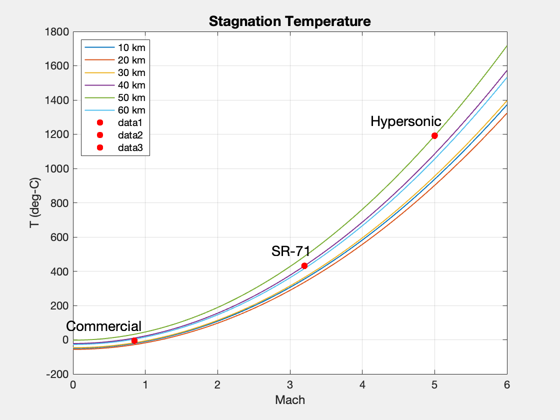 Stagnation Temperature
1800
1600
1400
1200
1000
800
600
400
200
0
-200
T (deg-C)
10 km
20 km
30 km
40 km
50 km
60 km
data1
data2
data3
Hypersonic
SR-71
Commercial
0 1 2 3 4 5 6
Mach